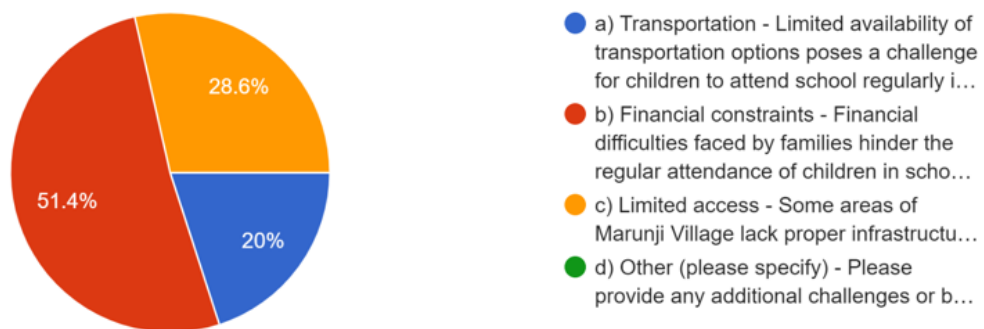 28.6%
51.4%
20%
a) Transportation - Limited availability of
transportation options poses a challenge
for children to attend school regularly i…
b) Financial constraints - Financial
difficulties faced by families hinder the
regular attendance of children in scho…
c) Limited access - Some areas of
Marunji Village lack proper infrastructu…
d) Other (please specify) - Please
provide any additional challenges or b…